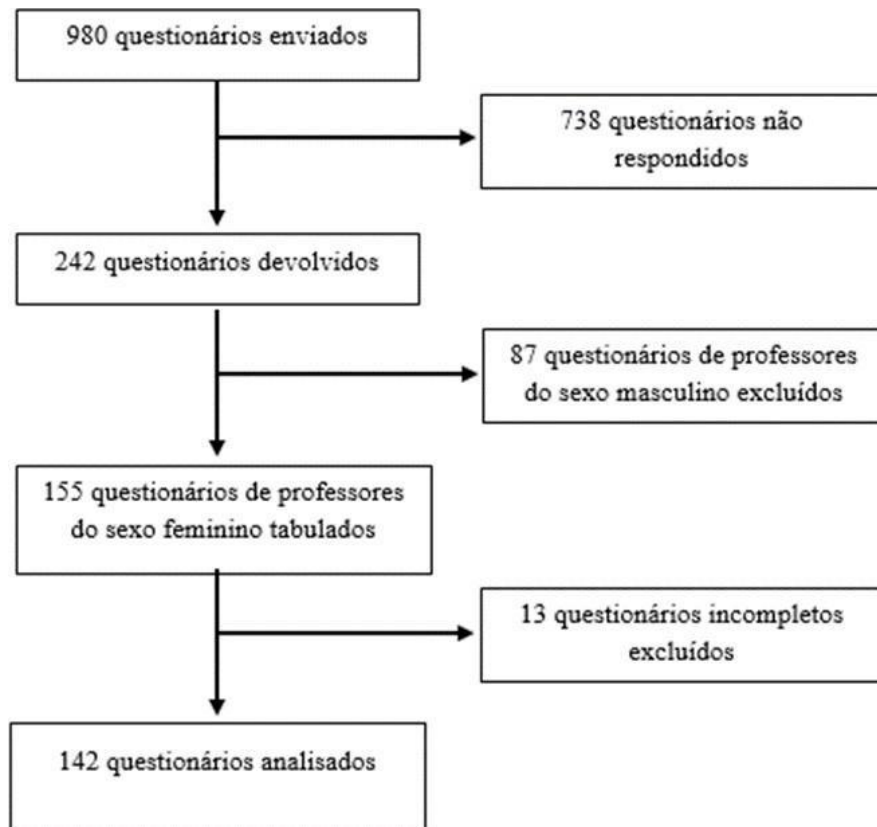 980 questionários enviados
738 questionários não
respondidos
242 questionários devolvidos
87 questionários de professores
do sexo masculino excluídos
155 questionários de professores
do sexo feminino tabulados
13 questionários incompletos
excluídos
142 questionários analisados